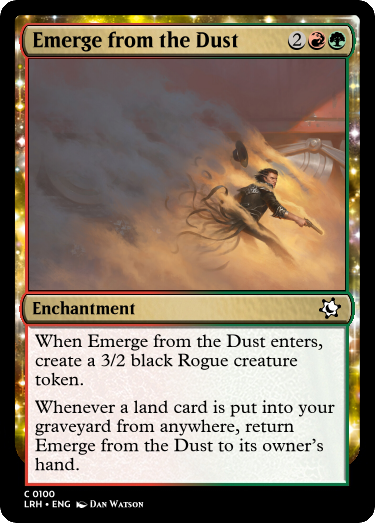 Emerge from the Dust 2
Enchantment
When Emerge from the Dust enters,
create a 3/2 black Rogue creature
token.
Whenever a land card is put into your
graveyard from anywhere, return
Emerge from the Dust to its owner's
hand.
C 0100
LRH • ENG Dan Watson